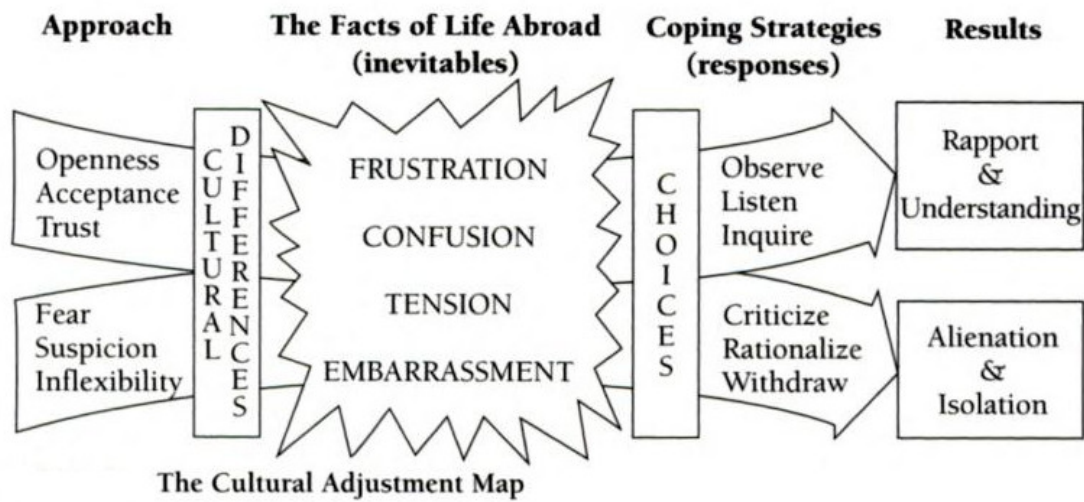 Approach
The Facts of Life Abroad
(inevitables)
Coping Strategies
(responses)
Results
Openness
Acceptance
Trust
Fear
Suspicion
Inflexibility
CULTURAL
DIFFERENCES
FRUSTRATION
CONFUSION
TENSION
EMBARRASSMENT
CHOICES
Observe
Listen
Inquire
Criticize
Rationalize
Withdraw
Rapport
&
Understanding
Alienation
&
Isolation
The Cultural Adjustment Map